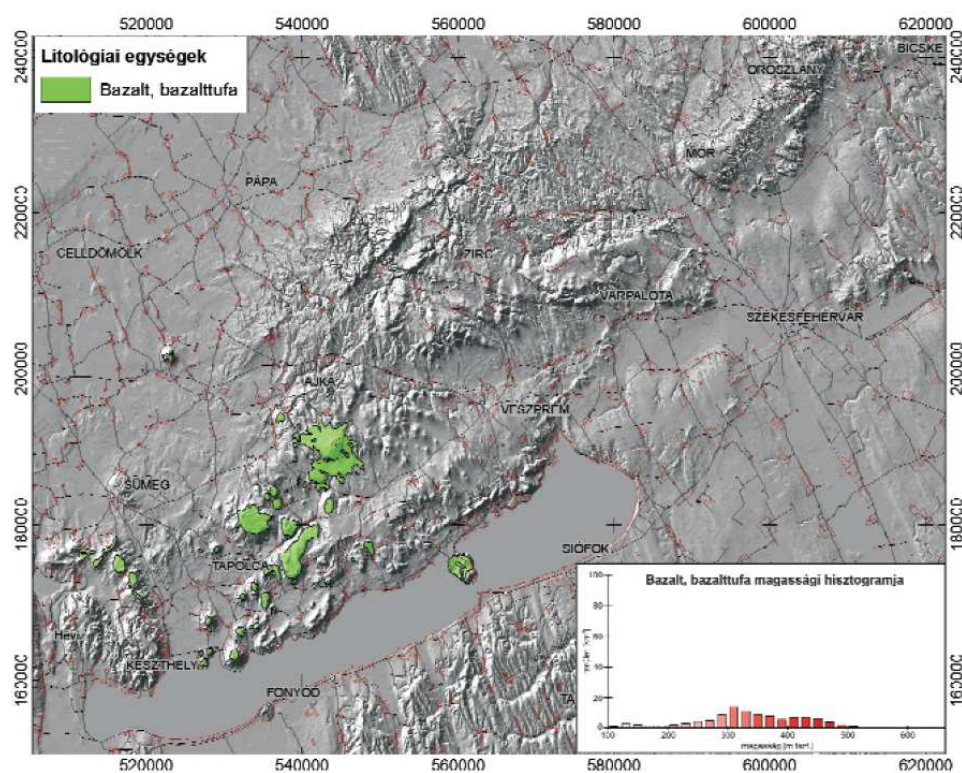 520000 540000 560000 580000 600000 620000
240000 240000
Litológiai egységek
Bazalt, bazalttufa
BICSKE
OROSZLÁNY
MÓR
PÁPA
220000 220000
CELLDÖMÖLK
ZIRC
VÁRPALOTA
SZÉKESFEHÉRVÁR
200000 200000
AJKA
VESZPRÉM
SÜMEG
180000 180000
SIÓFOK
TAPOLCA
Bazalt, bazalttufa magassági hisztogramja
100
80
60
40
20
0
100 200 300 400 500 600
magasság [m tszf.]
Héví
KESZTHELY
160000 160000
FONYÓD
TA
520000 540000 560000 580000 600000 620000